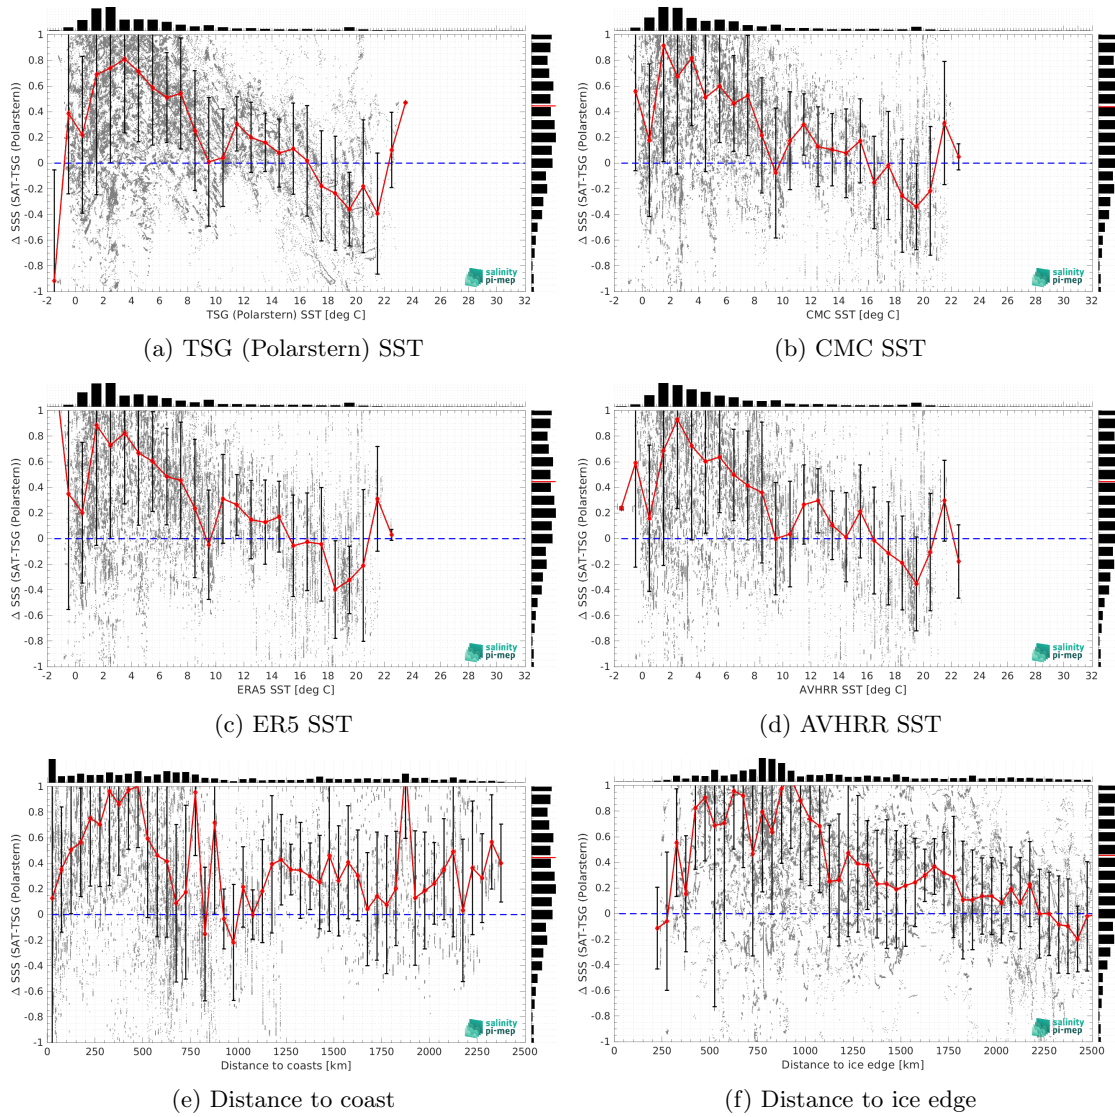 1
0.8
0.6
0.4
0.2
0
-0.2
-0.4
-0.6
-0.8
-1
Δ SSS (SAT-TSG (Polarstern))
salinity
pi-mep
-2 0 2 4 6 8 10 12 14 16 18 20 22 24 26 28 30 32
TSG (Polarstern) SST [deg C]
(a) TSG (Polarstern) SST
1
0.8
0.6
0.4
0.2
0
-0.2
-0.4
-0.6
-0.8
-1
Δ SSS (SAT-TSG (Polarstern))
salinity
pi-mep
-2 0 2 4 6 8 10 12 14 16 18 20 22 24 26 28 30 32
CMC SST [deg C]
(b) CMC SST
1
0.8
0.6
0.4
0.2
0
-0.2
-0.4
-0.6
-0.8
-1
Δ SSS (SAT-TSG (Polarstern))
salinity
pi-mep
-2 0 2 4 6 8 10 12 14 16 18 20 22 24 26 28 30 32
ERA5 SST [deg C]
(c) ER5 SST
1
0.8
0.6
0.4
0.2
0
-0.2
-0.4
-0.6
-0.8
-1
Δ SSS (SAT-TSG (Polarstern))
salinity
pi-mep
-2 0 2 4 6 8 10 12 14 16 18 20 22 24 26 28 30 32
AVHRR SST [deg C]
(d) AVHRR SST
1
0.8
0.6
0.4
0.2
0
-0.2
-0.4
-0.6
-0.8
-1
Δ SSS (SAT-TSG (Polarstern))
salinity
pi-mep
0 250 500 750 1000 1250 1500 1750 2000 2250 2500
Distance to coasts [km]
(e) Distance to coast
1
0.8
0.6
0.4
0.2
0
-0.2
-0.4
-0.6
-0.8
-1
Δ SSS (SAT-TSG (Polarstern))
salinity
pi-mep
0 250 500 750 1000 1250 1500 1750 2000 2250 2500
Distance to ice edge [km]
(f) Distance to ice edge